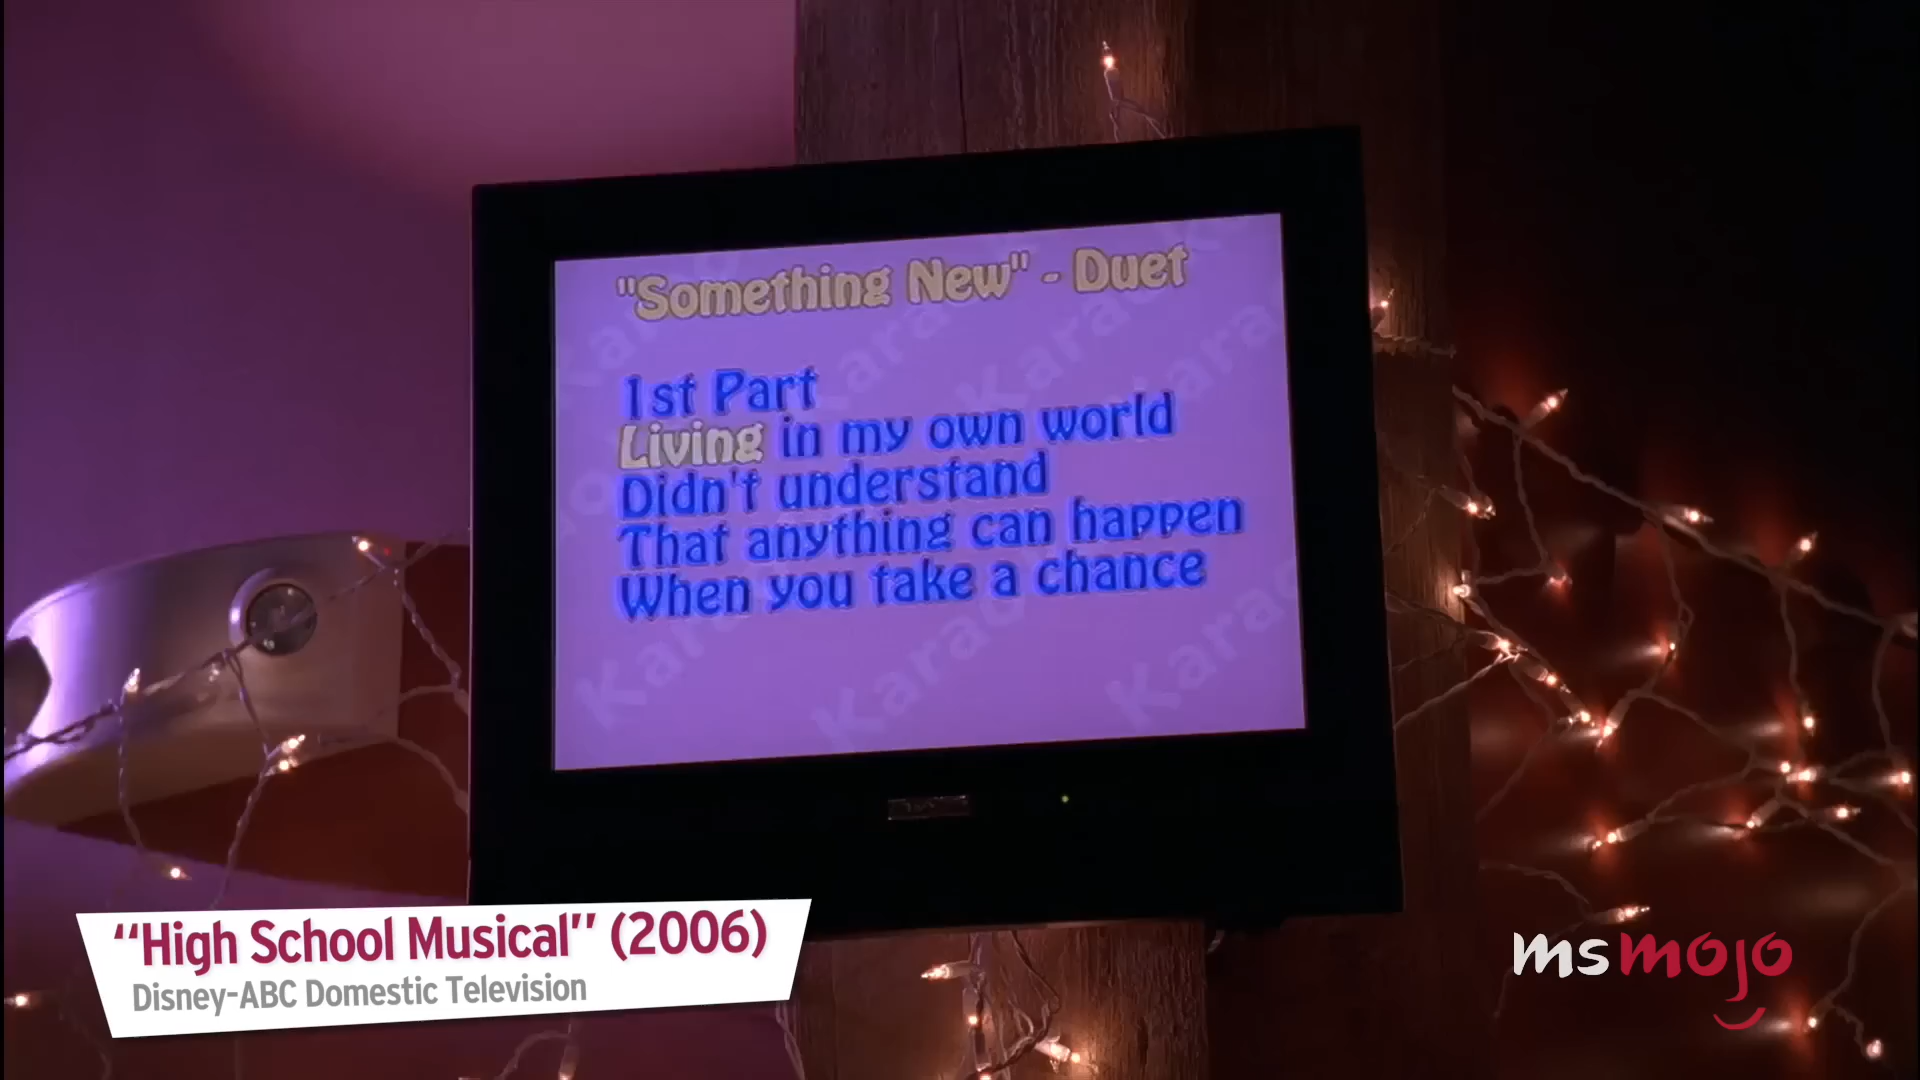 "Something New" - Duet
1st Part
Living in my own world
Didn't understand
That anything can happen
When you take a chance
"High School Musical" (2006)
Disney-ABC Domestic Television
msmojo